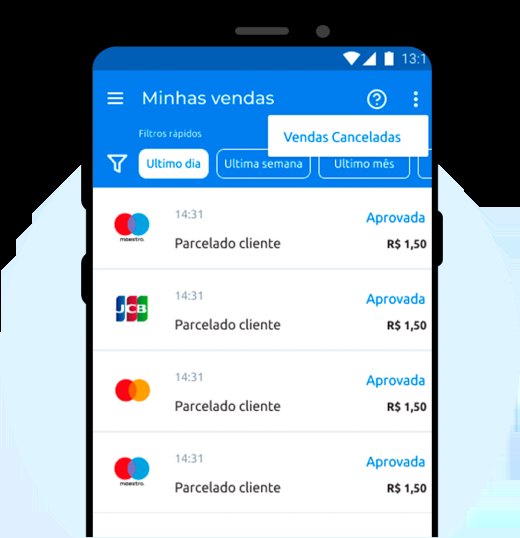 13:1
Minhas vendas
Filtros rápidos
Vendas Canceladas
Ultimo dia
Ultima semana
Ultimo mês
14:31
Aprovada
maestro.
Parcelado cliente
R$ 1,50
14:31
Aprovada
JCB
Parcelado cliente
R$ 1,50
14:31
Aprovada
Parcelado cliente
R$ 1,50
14:31
Aprovada
maestro.
Parcelado cliente
R$ 1,50